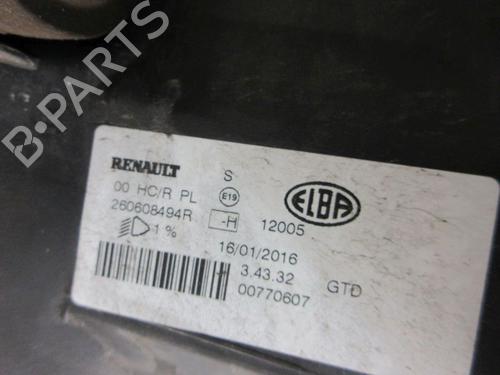 B·PARTS
RENAULT S
00 HC/R PL E19 ELBA
260608494R -H 12005
1 %
16/01/2016
3.43.32 GTD
00770607